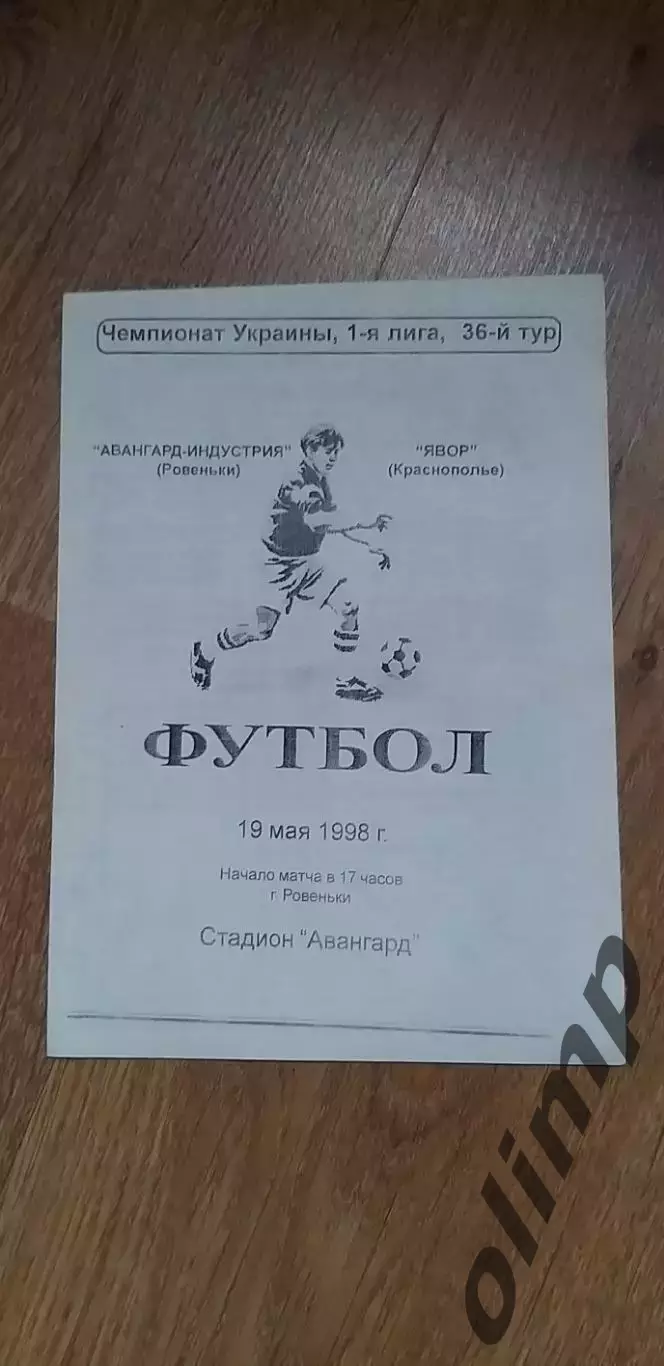 Чемпионат Украины, 1-я лига, 36-й тур
"АВАНГАРД-ИНДУСТРИЯ"
(Ровеньки)
"ЯВОР"
(Краснополье)
ФУТБОЛ
19 мая 1998 г.
Начало матча в 17 часов
г. Ровеньки
Стадион "Авангард"
olimp